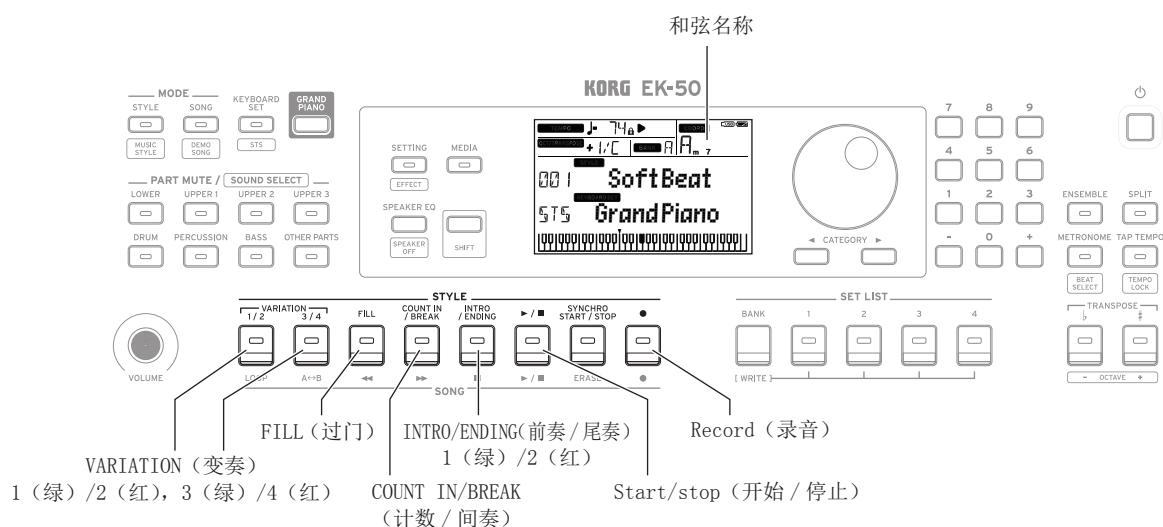 和弦名称
KORG EK-50
MODE
STYLE SONG KEYBOARD SET GRAND PIANO
MUSIC STYLE DEMO SONG STS
PART MUTE / SOUND SELECT
LOWER UPPER 1 UPPER 2 UPPER 3
DRUM PERCUSSION BASS OTHER PARTS
SETTING MEDIA
EFFECT
SPEAKER EQ
SPEAKER OFF SHIFT
TEMPO ♩= 74
+1/C A Am7
STYLE
001 SoftBeat
STS GrandPiano
◄ CATEGORY ►
7 8 9
4 5 6
1 2 3
- 0 +
ENSEMBLE SPLIT
METRONOME TAP TEMPO
BEAT SELECT TEMPO LOCK
TRANSPOSE
♭ ♯
- OCTAVE +
VOLUME
STYLE
VARIATION
1/2 3/4 FILL COUNT IN / BREAK INTRO / ENDING ►/■ SYNCHRO START / STOP ●
LOOP A↔B ◄◄ ►► II ►/■ ERASE ●
SONG
SET LIST
BANK 1 2 3 4
[WRITE]
FILL（过门）
INTRO/ENDING(前奏/尾奏)
1（绿）/2（红）
Record（录音）
VARIATION（变奏）
1（绿）/2（红），3（绿）/4（红）
COUNT IN/BREAK
（计数/间奏）
Start/stop（开始/停止）